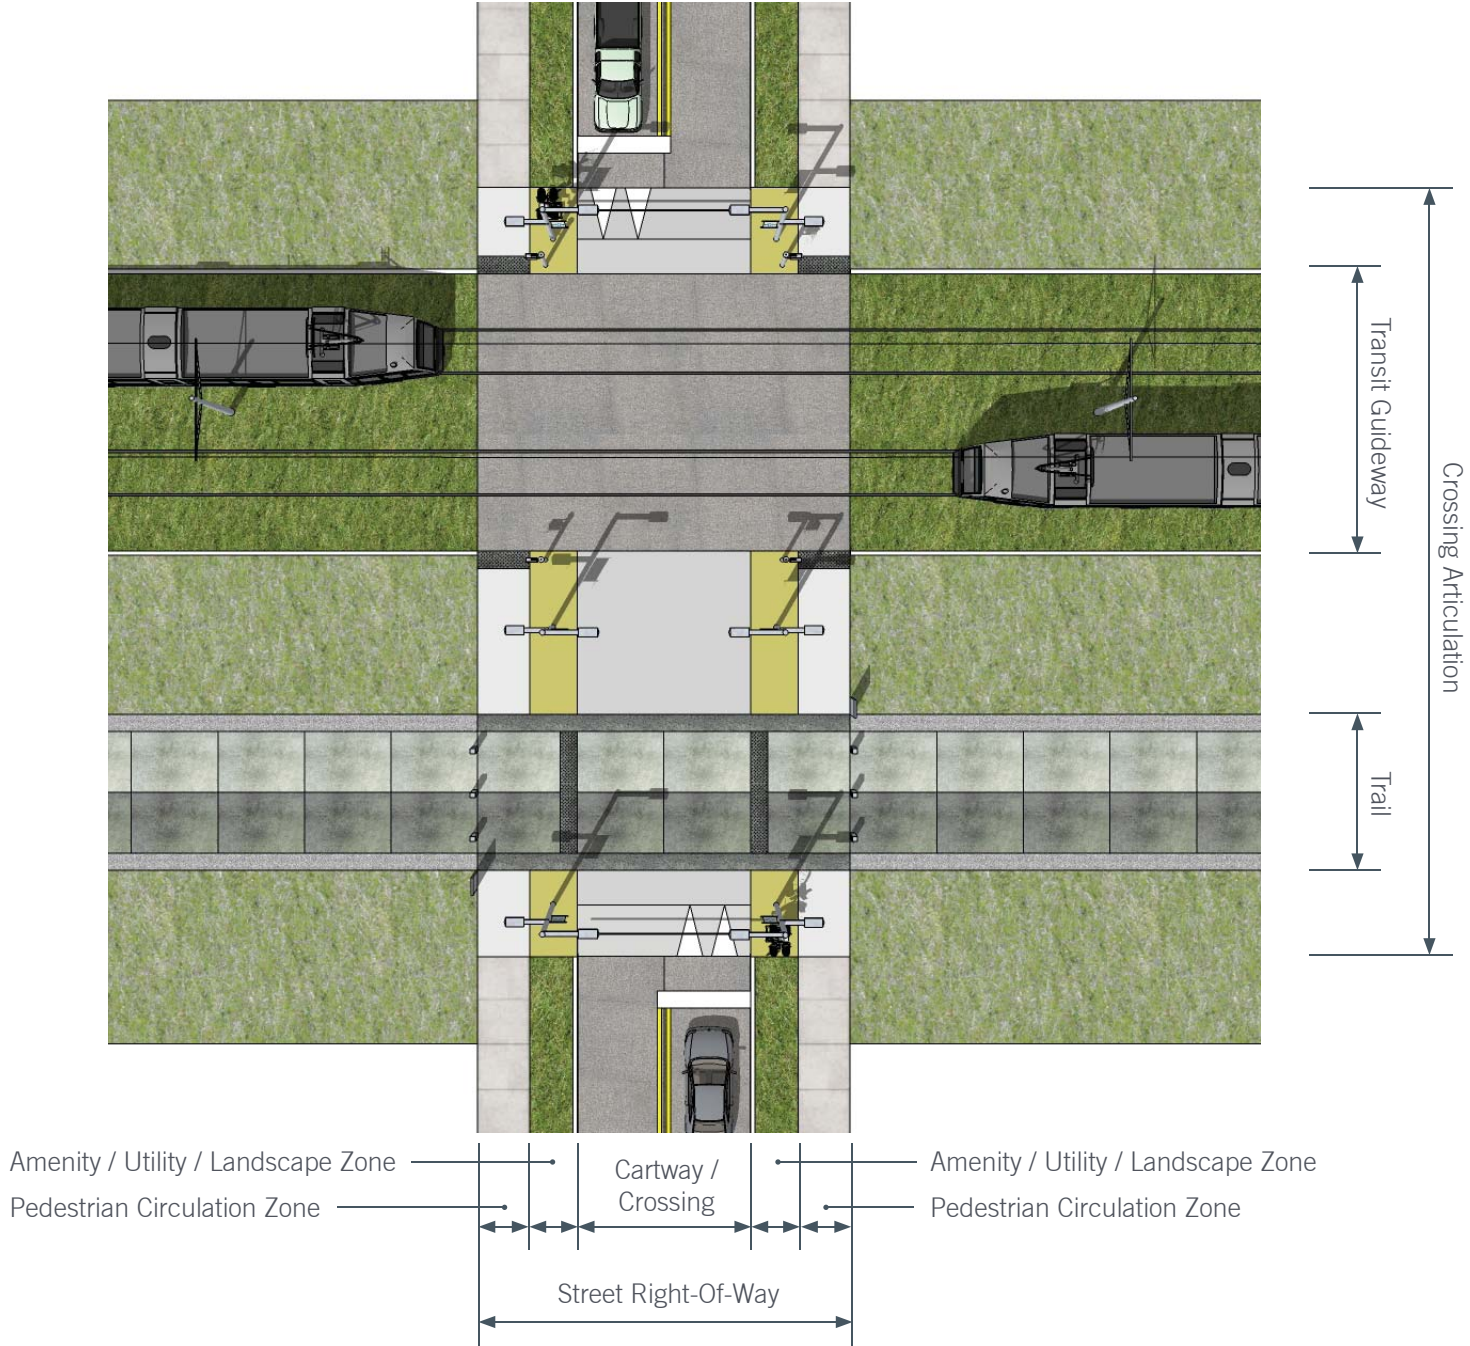 Transit Guideway
Crossing Articulation
Trail
Amenity / Utility / Landscape Zone
Pedestrian Circulation Zone
Cartway /
Crossing
Amenity / Utility / Landscape Zone
Pedestrian Circulation Zone
Street Right-Of-Way